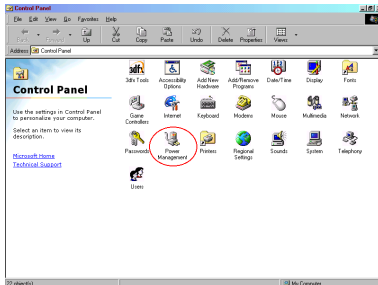 Control Panel
File Edit View Go Favorites Help
Back Forward Up Cut Copy Paste Undo Delete Properties Views
Address Control Panel
Control Panel
Use the settings in Control Panel
to personalize your computer.
Select an item to view its
description.
Microsoft Home
Technical Support
3dfx Tools
Accessibility
Options
Add New
Hardware
Add/Remove
Programs
Date/Time
Display
Fonts
Game
Controllers
Internet
Keyboard
Modems
Mouse
Multimedia
Network
Passwords
Power
Management
Printers
Regional
Settings
Sounds
System
Telephony
Users
22 object(s)
My Computer